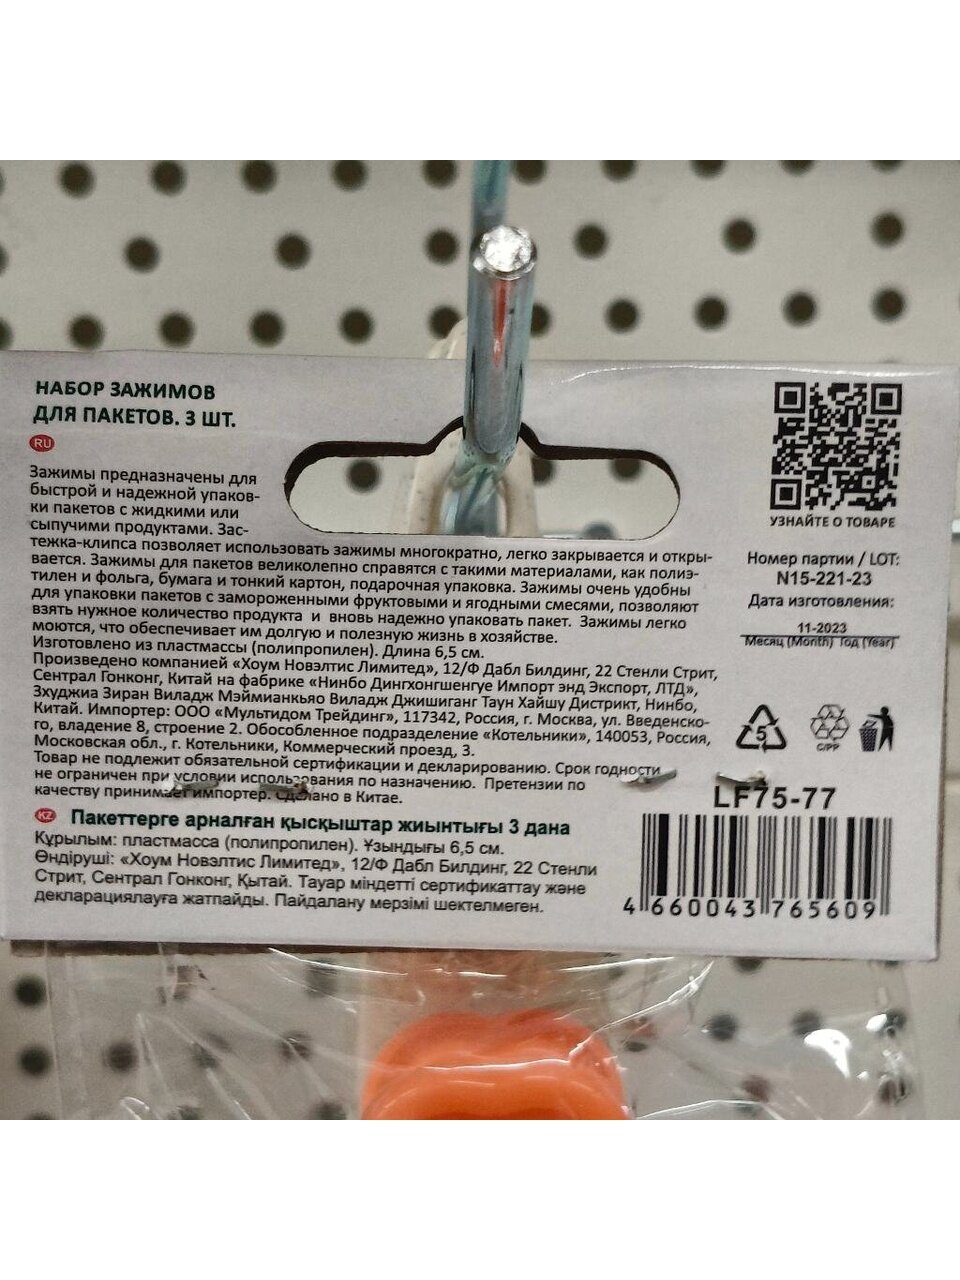 НАБОР ЗАЖИМОВ
ДЛЯ ПАКЕТОВ. 3 ШТ.
RU
Зажимы предназначены для
быстрой и надежной упаков-
ки пакетов с жидкими или
сыпучими продуктами. Зас-
тежка-клипса позволяет использовать зажимы многократно, легко закрывается и откры-
вается. Зажимы для пакетов великолепно справятся с такими материалами, как полиэ-
тилен и фольга, бумага и тонкий картон, подарочная упаковка. Зажимы очень удобны
для упаковки пакетов с замороженными фруктовыми и ягодными смесями, позволяют
взять нужное количество продукта и вновь надежно упаковать пакет. Зажимы легко
моются, что обеспечивает им долгую и полезную жизнь в хозяйстве.
Изготовлено из пластмассы (полипропилен). Длина 6,5 см.
Произведено компанией «Хоум Новэлтис Лимитед», 12/Ф Дабл Билдинг, 22 Стенли Стрит,
Сентрал Гонконг, Китай на фабрике «Нинбо Дингхонгшенгуе Импорт энд Экспорт, ЛТД»,
Зхуджиа Зиран Виладж Мэймианкьяо Виладж Джишиганг Таун Хайшу Дистрикт, Нинбо,
Китай. Импортер: ООО «Мультидом Трейдинг», 117342, Россия, г. Москва, ул. Введенско-
го, владение 8, строение 2. Обособленное подразделение «Котельники», 140053, Россия,
Московская обл., г. Котельники, Коммерческий проезд, 3.
Товар не подлежит обязательной сертификации и декларированию. Срок годности
не ограничен при условии использования по назначению. Претензии по
качеству принимает импортер. Сделано в Китае.
KZ Пакеттерге арналған қысқыштар жиынтығы 3 дана
Құрылым: пластмасса (полипропилен). Ұзындығы 6,5 см.
Өндіруші: «Хоум Новэлтис Лимитед», 12/Ф Дабл Билдинг, 22 Стенли
Стрит, Сентрал Гонконг, Қытай. Тауар міндетті сертификаттау және
декларациялауға жатпайды. Пайдалану мерзімі шектелмеген.
УЗНАЙТЕ О ТОВАРЕ
Номер партии / LOT:
N15-221-23
Дата изготовления:
11-2023
Месяц (Month) Год (Year)
5
C/PP
LF75-77
4 660043 765609